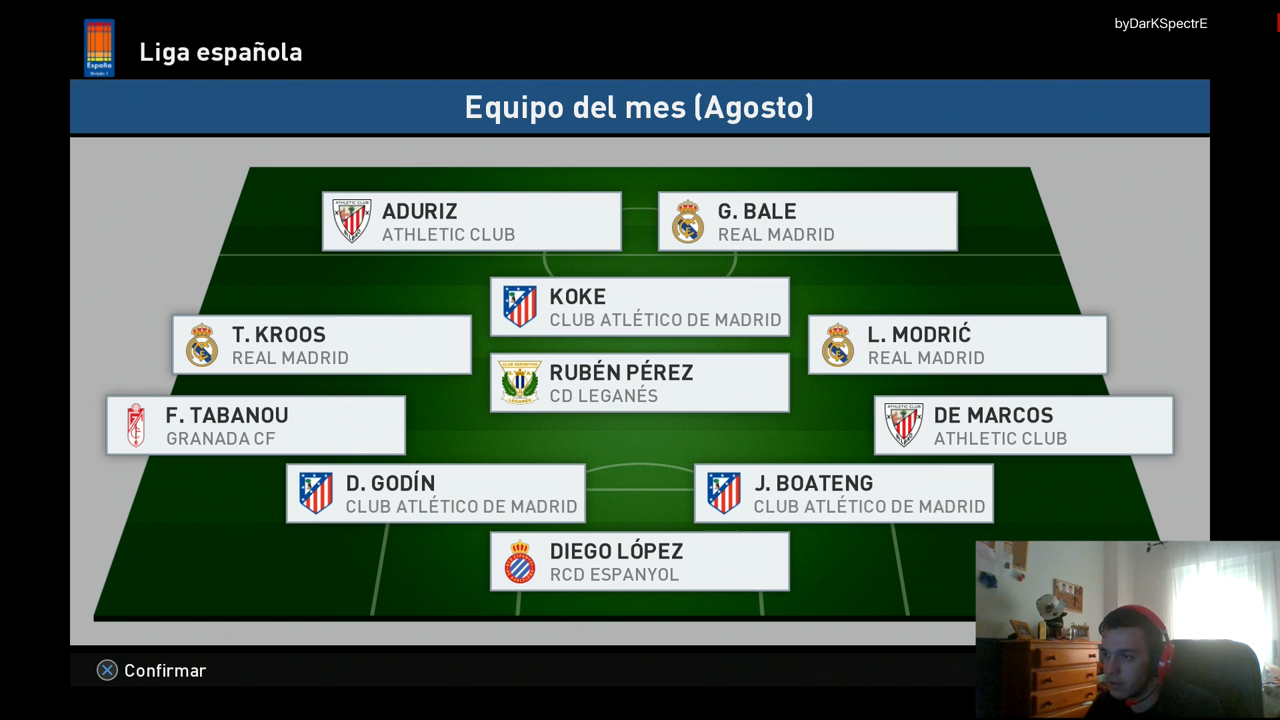 byDarKSpectrE
España
Liga española
Equipo del mes (Agosto)
ADURIZ
ATHLETIC CLUB
G. BALE
REAL MADRID
KOKE
CLUB ATLÉTICO DE MADRID
T. KROOS
REAL MADRID
L. MODRIĆ
REAL MADRID
RUBÉN PÉREZ
CD LEGANÉS
F. TABANOU
GRANADA CF
DE MARCOS
ATHLETIC CLUB
D. GODÍN
CLUB ATLÉTICO DE MADRID
J. BOATENG
CLUB ATLÉTICO DE MADRID
DIEGO LÓPEZ
RCD ESPANYOL
Confirmar